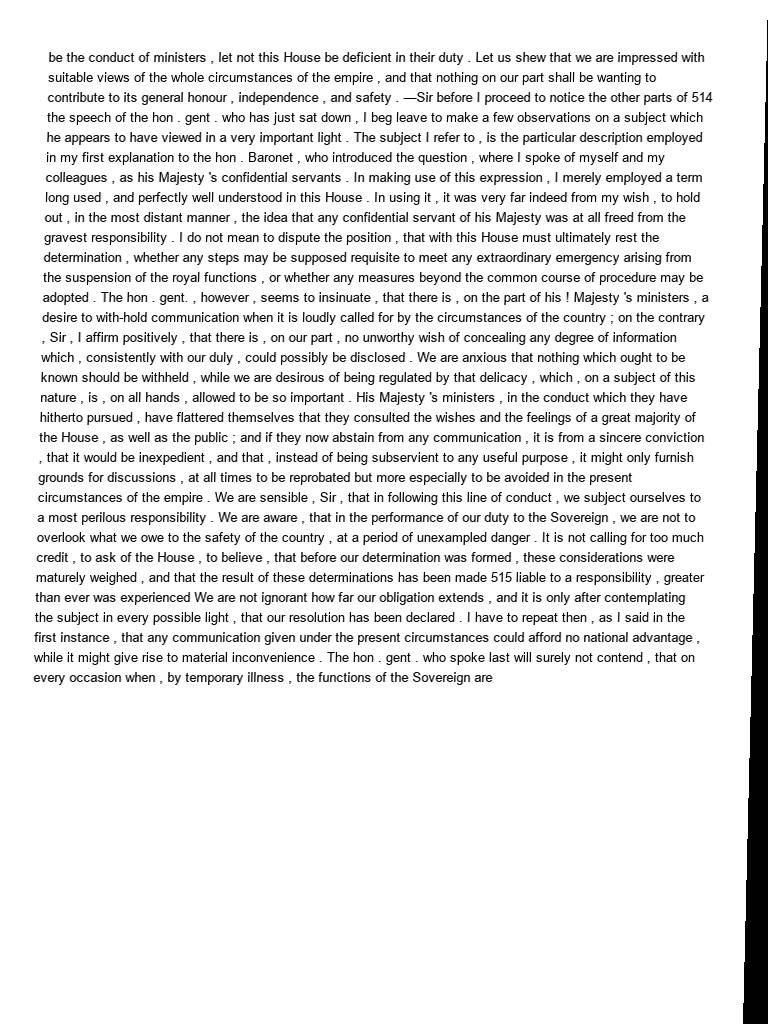 be the conduct of ministers , let not this House be deficient in their duty . Let us shew that we are impressed with
suitable views of the whole circumstances of the empire , and that nothing on our part shall be wanting to
contribute to its general honour , independence , and safety . —Sir before I proceed to notice the other parts of 514
the speech of the hon . gent . who has just sat down , I beg leave to make a few observations on a subject which
he appears to have viewed in a very important light . The subject I refer to , is the particular description employed
in my first explanation to the hon . Baronet , who introduced the question , where I spoke of myself and my
colleagues , as his Majesty 's confidential servants . In making use of this expression , I merely employed a term
long used , and perfectly well understood in this House . In using it , it was very far indeed from my wish , to hold
out , in the most distant manner , the idea that any confidential servant of his Majesty was at all freed from the
gravest responsibility . I do not mean to dispute the position , that with this House must ultimately rest the
determination , whether any steps may be supposed requisite to meet any extraordinary emergency arising from
the suspension of the royal functions , or whether any measures beyond the common course of procedure may be
adopted . The hon . gent. , however , seems to insinuate , that there is , on the part of his ! Majesty 's ministers , a
desire to with-hold communication when it is loudly called for by the circumstances of the country ; on the contrary
, Sir , I affirm positively , that there is , on our part , no unworthy wish of concealing any degree of information
which , consistently with our duly , could possibly be disclosed . We are anxious that nothing which ought to be
known should be withheld , while we are desirous of being regulated by that delicacy , which , on a subject of this
nature , is , on all hands , allowed to be so important . His Majesty 's ministers , in the conduct which they have
hitherto pursued , have flattered themselves that they consulted the wishes and the feelings of a great majority of
the House , as well as the public ; and if they now abstain from any communication , it is from a sincere conviction
, that it would be inexpedient , and that , instead of being subservient to any useful purpose , it might only furnish
grounds for discussions , at all times to be reprobated but more especially to be avoided in the present
circumstances of the empire . We are sensible , Sir , that in following this line of conduct , we subject ourselves to
a most perilous responsibility . We are aware , that in the performance of our duty to the Sovereign , we are not to
overlook what we owe to the safety of the country , at a period of unexampled danger . It is not calling for too much
credit , to ask of the House , to believe , that before our determination was formed , these considerations were
maturely weighed , and that the result of these determinations has been made 515 liable to a responsibility , greater
than ever was experienced We are not ignorant how far our obligation extends , and it is only after contemplating
the subject in every possible light , that our resolution has been declared . I have to repeat then , as I said in the
first instance , that any communication given under the present circumstances could afford no national advantage ,
while it might give rise to material inconvenience . The hon . gent . who spoke last will surely not contend , that on
every occasion when , by temporary illness , the functions of the Sovereign are